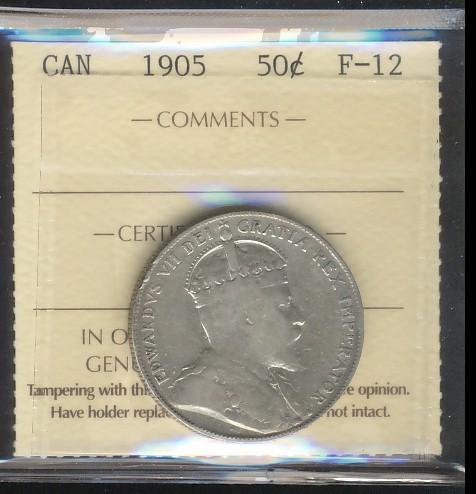 CAN 1905 50¢ F-12
— COMMENTS —
— CERTI
EDWARDVS VII DEI GRATIA REX IMPERATOR
IN O
GENU
Tampering with thi e opinion.
Have holder repla not intact.